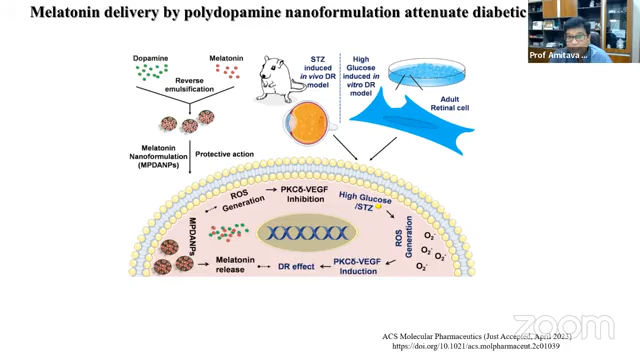 Melatonin delivery by polydopamine nanoformulation attenuate diabetic
Prof Amitava
Dopamine
Melatonin
Reverse
emulsification
Melatonin
Nanoformulation
(MPDANPs)
Protective action
STZ
induced
in vivo DR
model
High
Glucose
induced in
vitro DR
model
Adult
Retinal cell
ROS
Generation
PKCδ-VEGF
Inhibition
High Glucose
/STZ
MPDANPs
ROS
Generation
O₂⁻
O₂⁻
O₂⁻
O₂⁻
Melatonin
release
DR effect
PKCδ-VEGF
Induction
zoom
ACS Molecular Pharmaceutics (Just Accepted, April 2023)
https://doi.org/10.1021/acs.molpharmaceut.2c01039